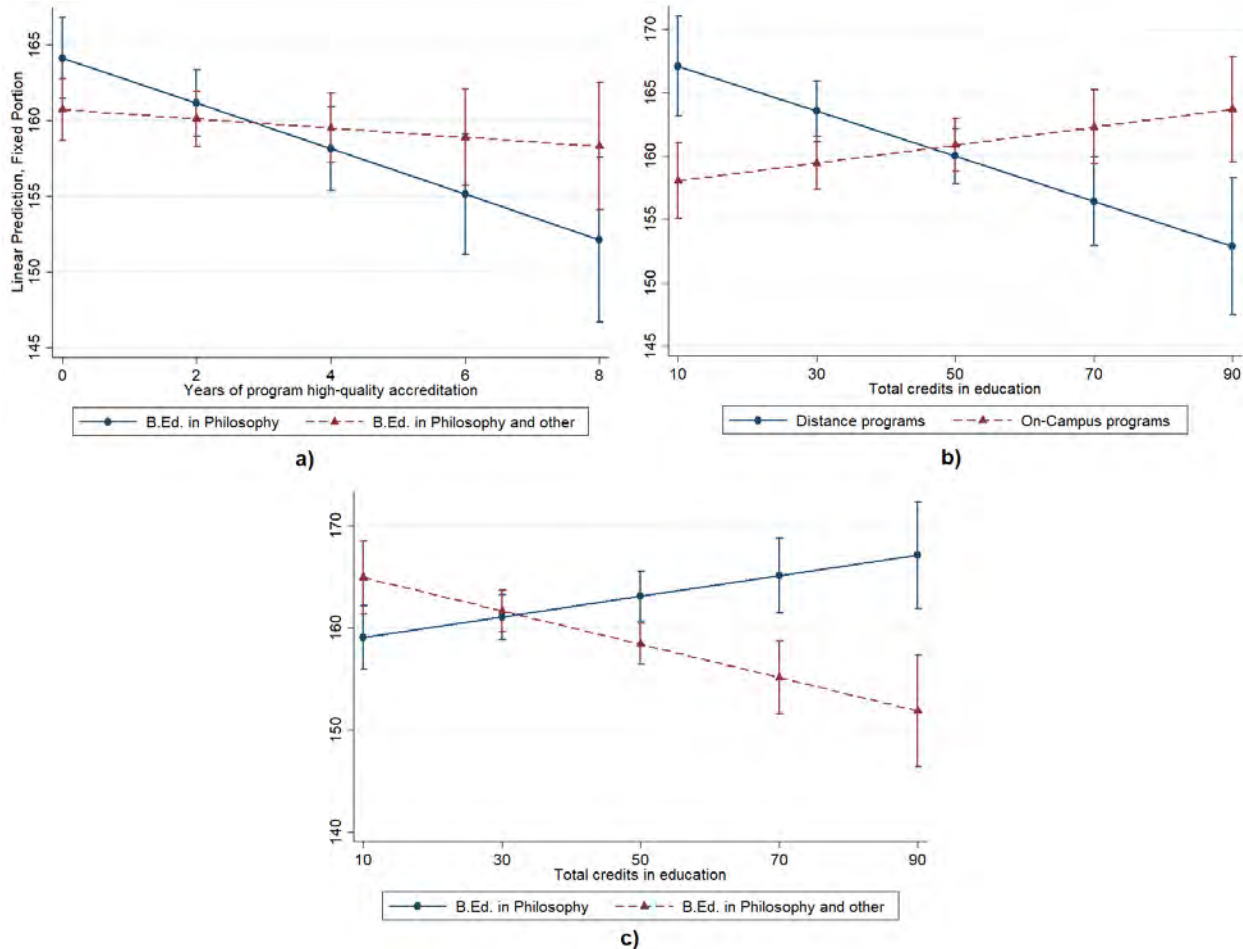 Linear Prediction, Fixed Portion
165
160
155
150
145
0 2 4 6 8
Years of program high-quality accreditation
B.Ed. in Philosophy B.Ed. in Philosophy and other
a)
170
165
160
155
150
145
10 30 50 70 90
Total credits in education
Distance programs On-Campus programs
b)
170
160
150
140
10 30 50 70 90
Total credits in education
B.Ed. in Philosophy B.Ed. in Philosophy and other
c)